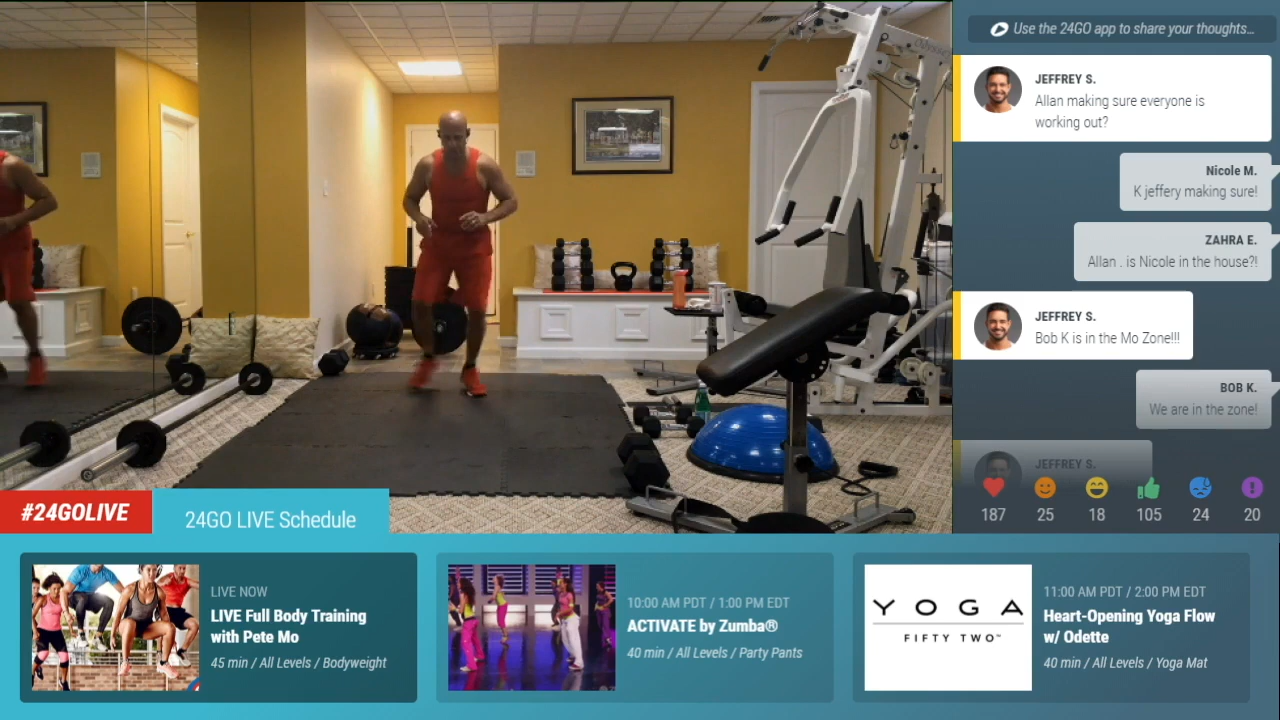 Use the 24GO app to share your thoughts...
JEFFREY S.
Allan making sure everyone is
working out?
Nicole M.
K jeffery making sure!
ZAHRA E.
Allan . is Nicole in the house?!
JEFFREY S.
Bob K is in the Mo Zone!!!
BOB K.
We are in the zone!
JEFFREY S.
187
25
18
105
24
20
#24GOLIVE
24GO LIVE Schedule
LIVE NOW
LIVE Full Body Training
with Pete Mo
45 min / All Levels / Bodyweight
10:00 AM PDT / 1:00 PM EDT
ACTIVATE by Zumba®
40 min / All Levels / Party Pants
YOGA
FIFTY TWO™
11:00 AM PDT / 2:00 PM EDT
Heart-Opening Yoga Flow
w/ Odette
40 min / All Levels / Yoga Mat